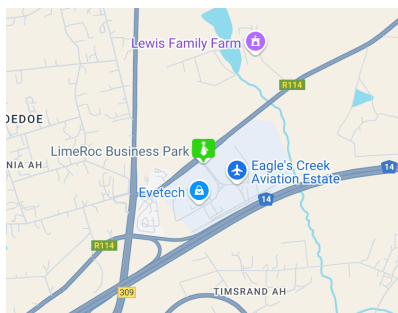 Lewis Family Farm
R114
OEDOE
LimeRoc Business Park
NIA AH
Eagle's Creek
Aviation Estate
14
Evetech
14
R114
309
TIMSRAND AH